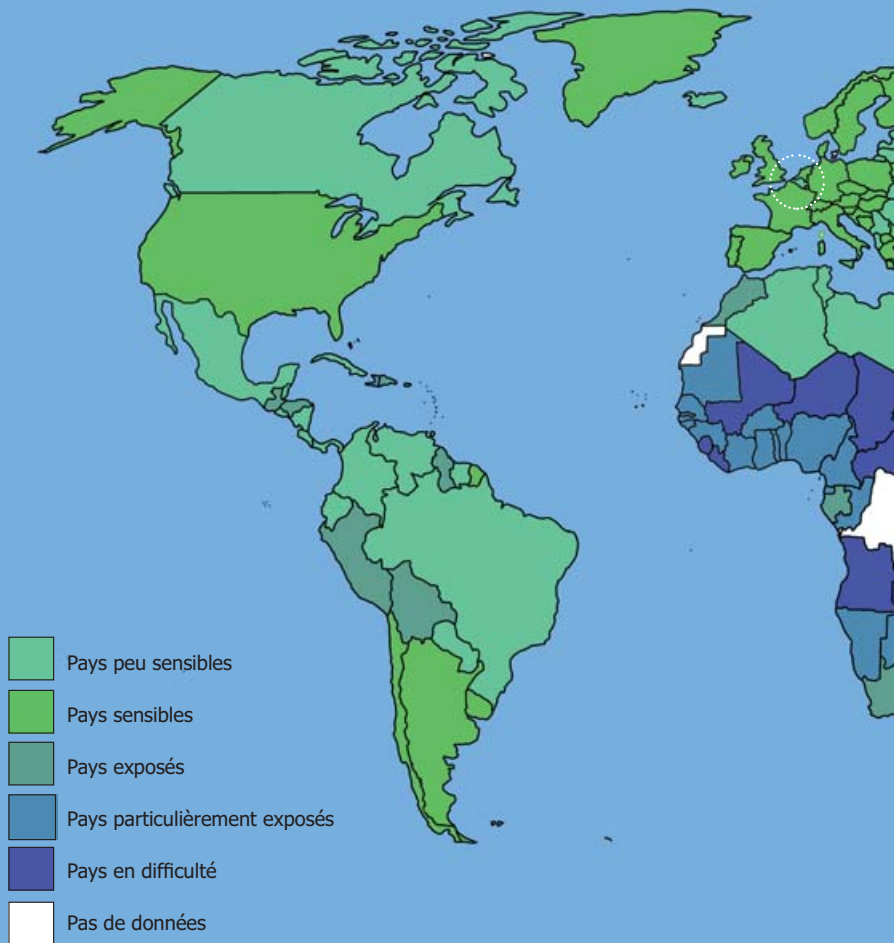 Pays peu sensibles
Pays sensibles
Pays exposés
Pays particulièrement exposés
Pays en difficulté
Pas de données